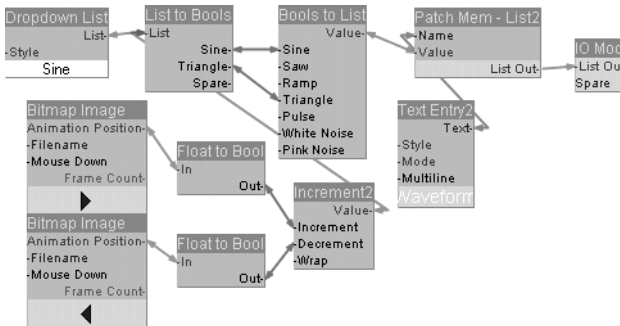 Dropdown List
List-
-Style
Sine
List to Bools
-List
Sine-
Triangle-
Spare-
Bools to List
Value-
-Sine
-Saw
-Ramp
-Triangle
-Pulse
-White Noise
-Pink Noise
Patch Mem - List2
-Name
-Value
List Out-
IO Mod
-List Ou
Spare
Bitmap Image
Animation Position-
-Filename
-Mouse Down
Frame Count-
Float to Bool
-In
Out-
Text Entry2
Text-
-Style
-Mode
-Multiline
Waveform
Increment2
Value-
-Increment
-Decrement
-Wrap
Bitmap Image
Animation Position-
-Filename
-Mouse Down
Frame Count-
Float to Bool
-In
Out-